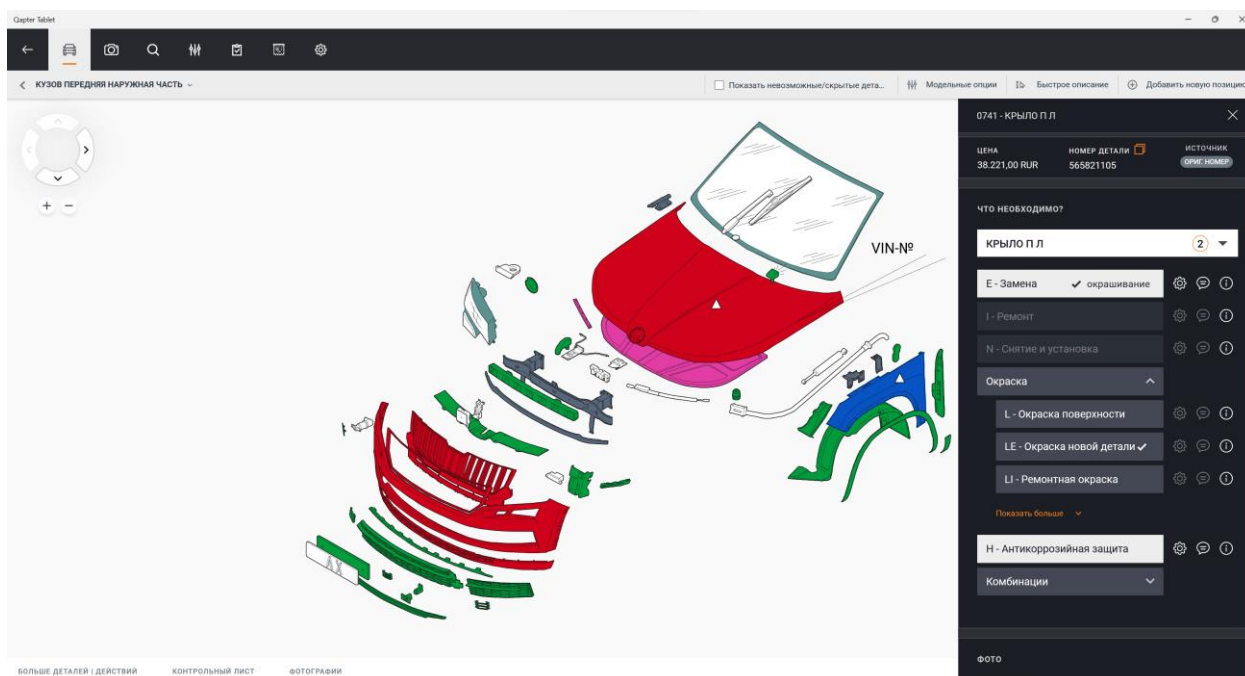 Qapter Tablet
КУЗОВ ПЕРЕДНЯЯ НАРУЖНАЯ ЧАСТЬ
Показать невозможные/скрытые дета...
Модельные опции
Быстрое описание
Добавить новую позицию
VIN-№
0741 - КРЫЛО П Л
ЦЕНА НОМЕР ДЕТАЛИ ИСТОЧНИК
38.221,00 RUR 565821105 ОРИГ. НОМЕР
ЧТО НЕОБХОДИМО?
КРЫЛО П Л 2
E - Замена окрашивание
I - Ремонт
N - Снятие и установка
Окраска
L - Окраска поверхности
LE - Окраска новой детали
LI - Ремонтная окраска
Показать больше
H - Антикоррозийная защита
Комбинации
ФОТО
БОЛЬШЕ ДЕТАЛЕЙ | ДЕЙСТВИЙ КОНТРОЛЬНЫЙ ЛИСТ ФОТОГРАФИИ